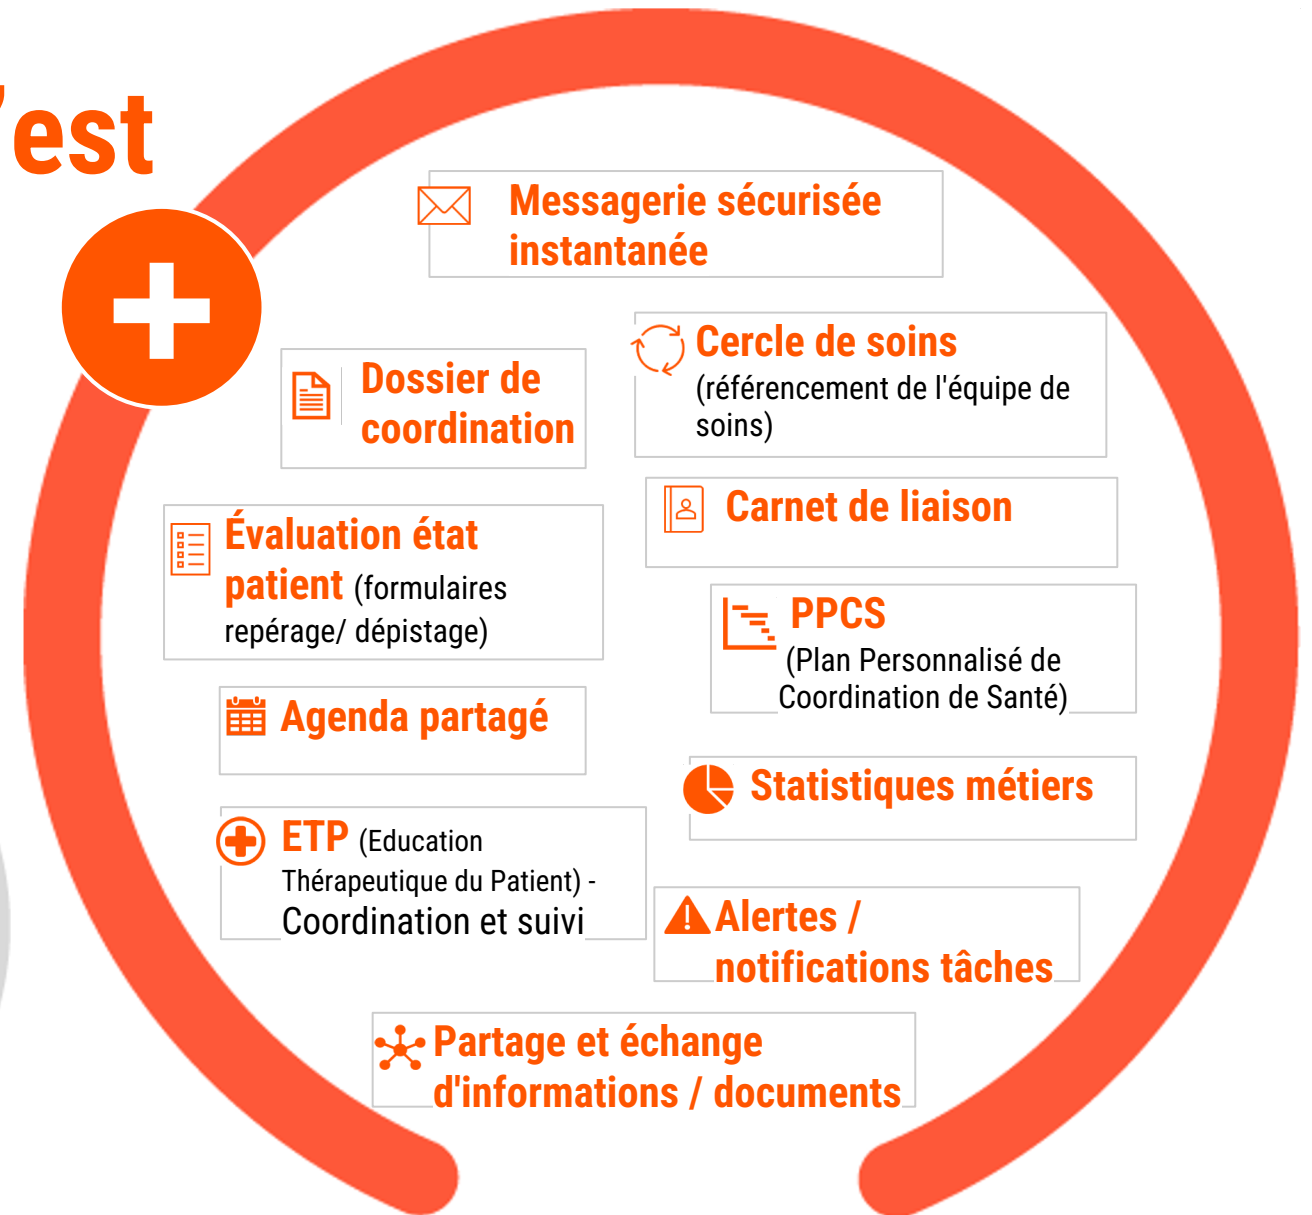 'est
Messagerie sécurisée
instantanée
Cercle de soins
(référencement de l'équipe de
soins)
Dossier de
coordination
Carnet de liaison
Évaluation état
patient (formulaires
repérage/ dépistage)
PPCS
(Plan Personnalisé de
Coordination de Santé)
Agenda partagé
Statistiques métiers
ETP (Education
Thérapeutique du Patient) -
Coordination et suivi
Alertes /
notifications tâches
Partage et échange
d'informations / documents